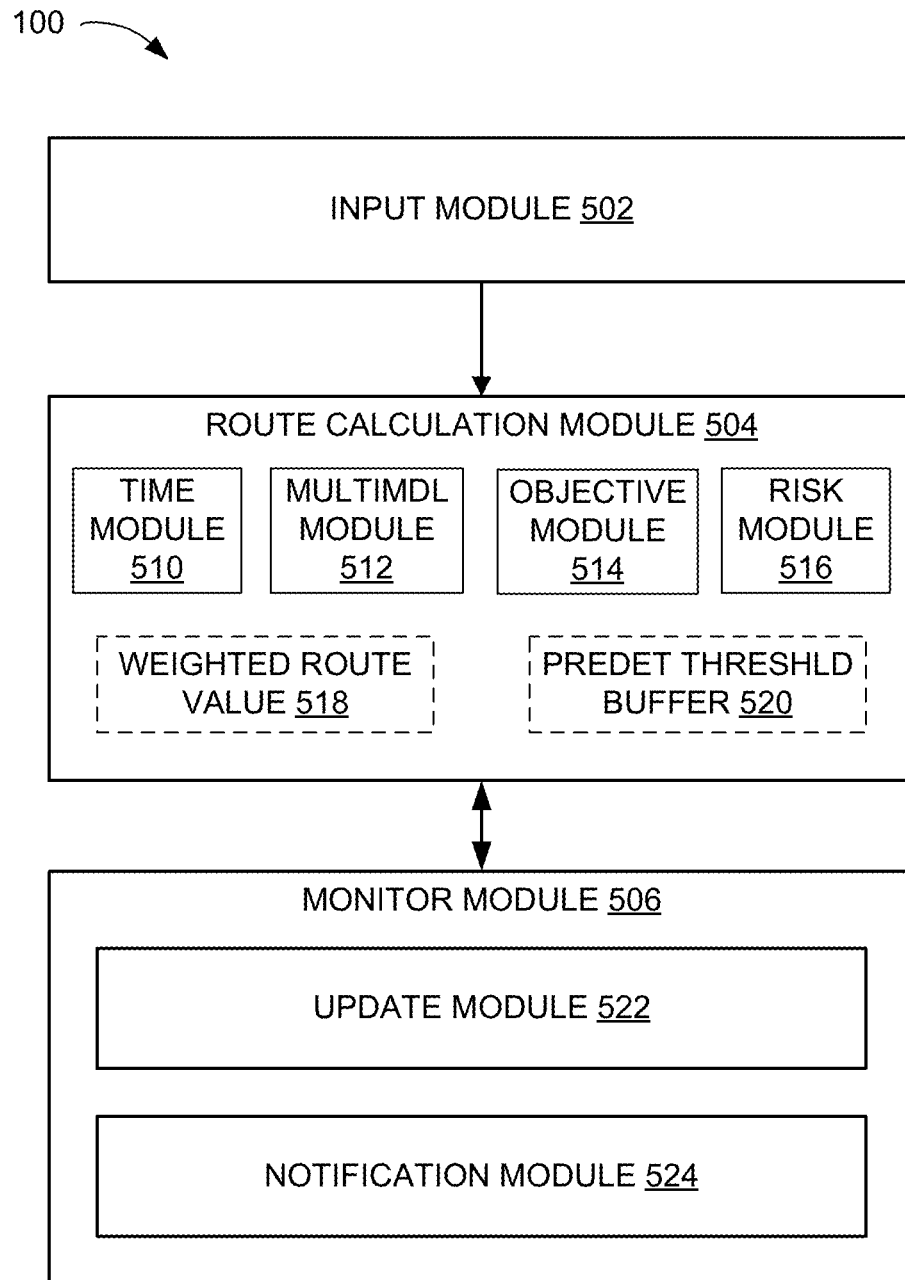 100
INPUT MODULE 502
ROUTE CALCULATION MODULE 504
TIME
MODULE
510
MULTIMDL
MODULE
512
OBJECTIVE
MODULE
514
RISK
MODULE
516
WEIGHTED ROUTE
VALUE 518
PREDET THRESHLD
BUFFER 520
MONITOR MODULE 506
UPDATE MODULE 522
NOTIFICATION MODULE 524